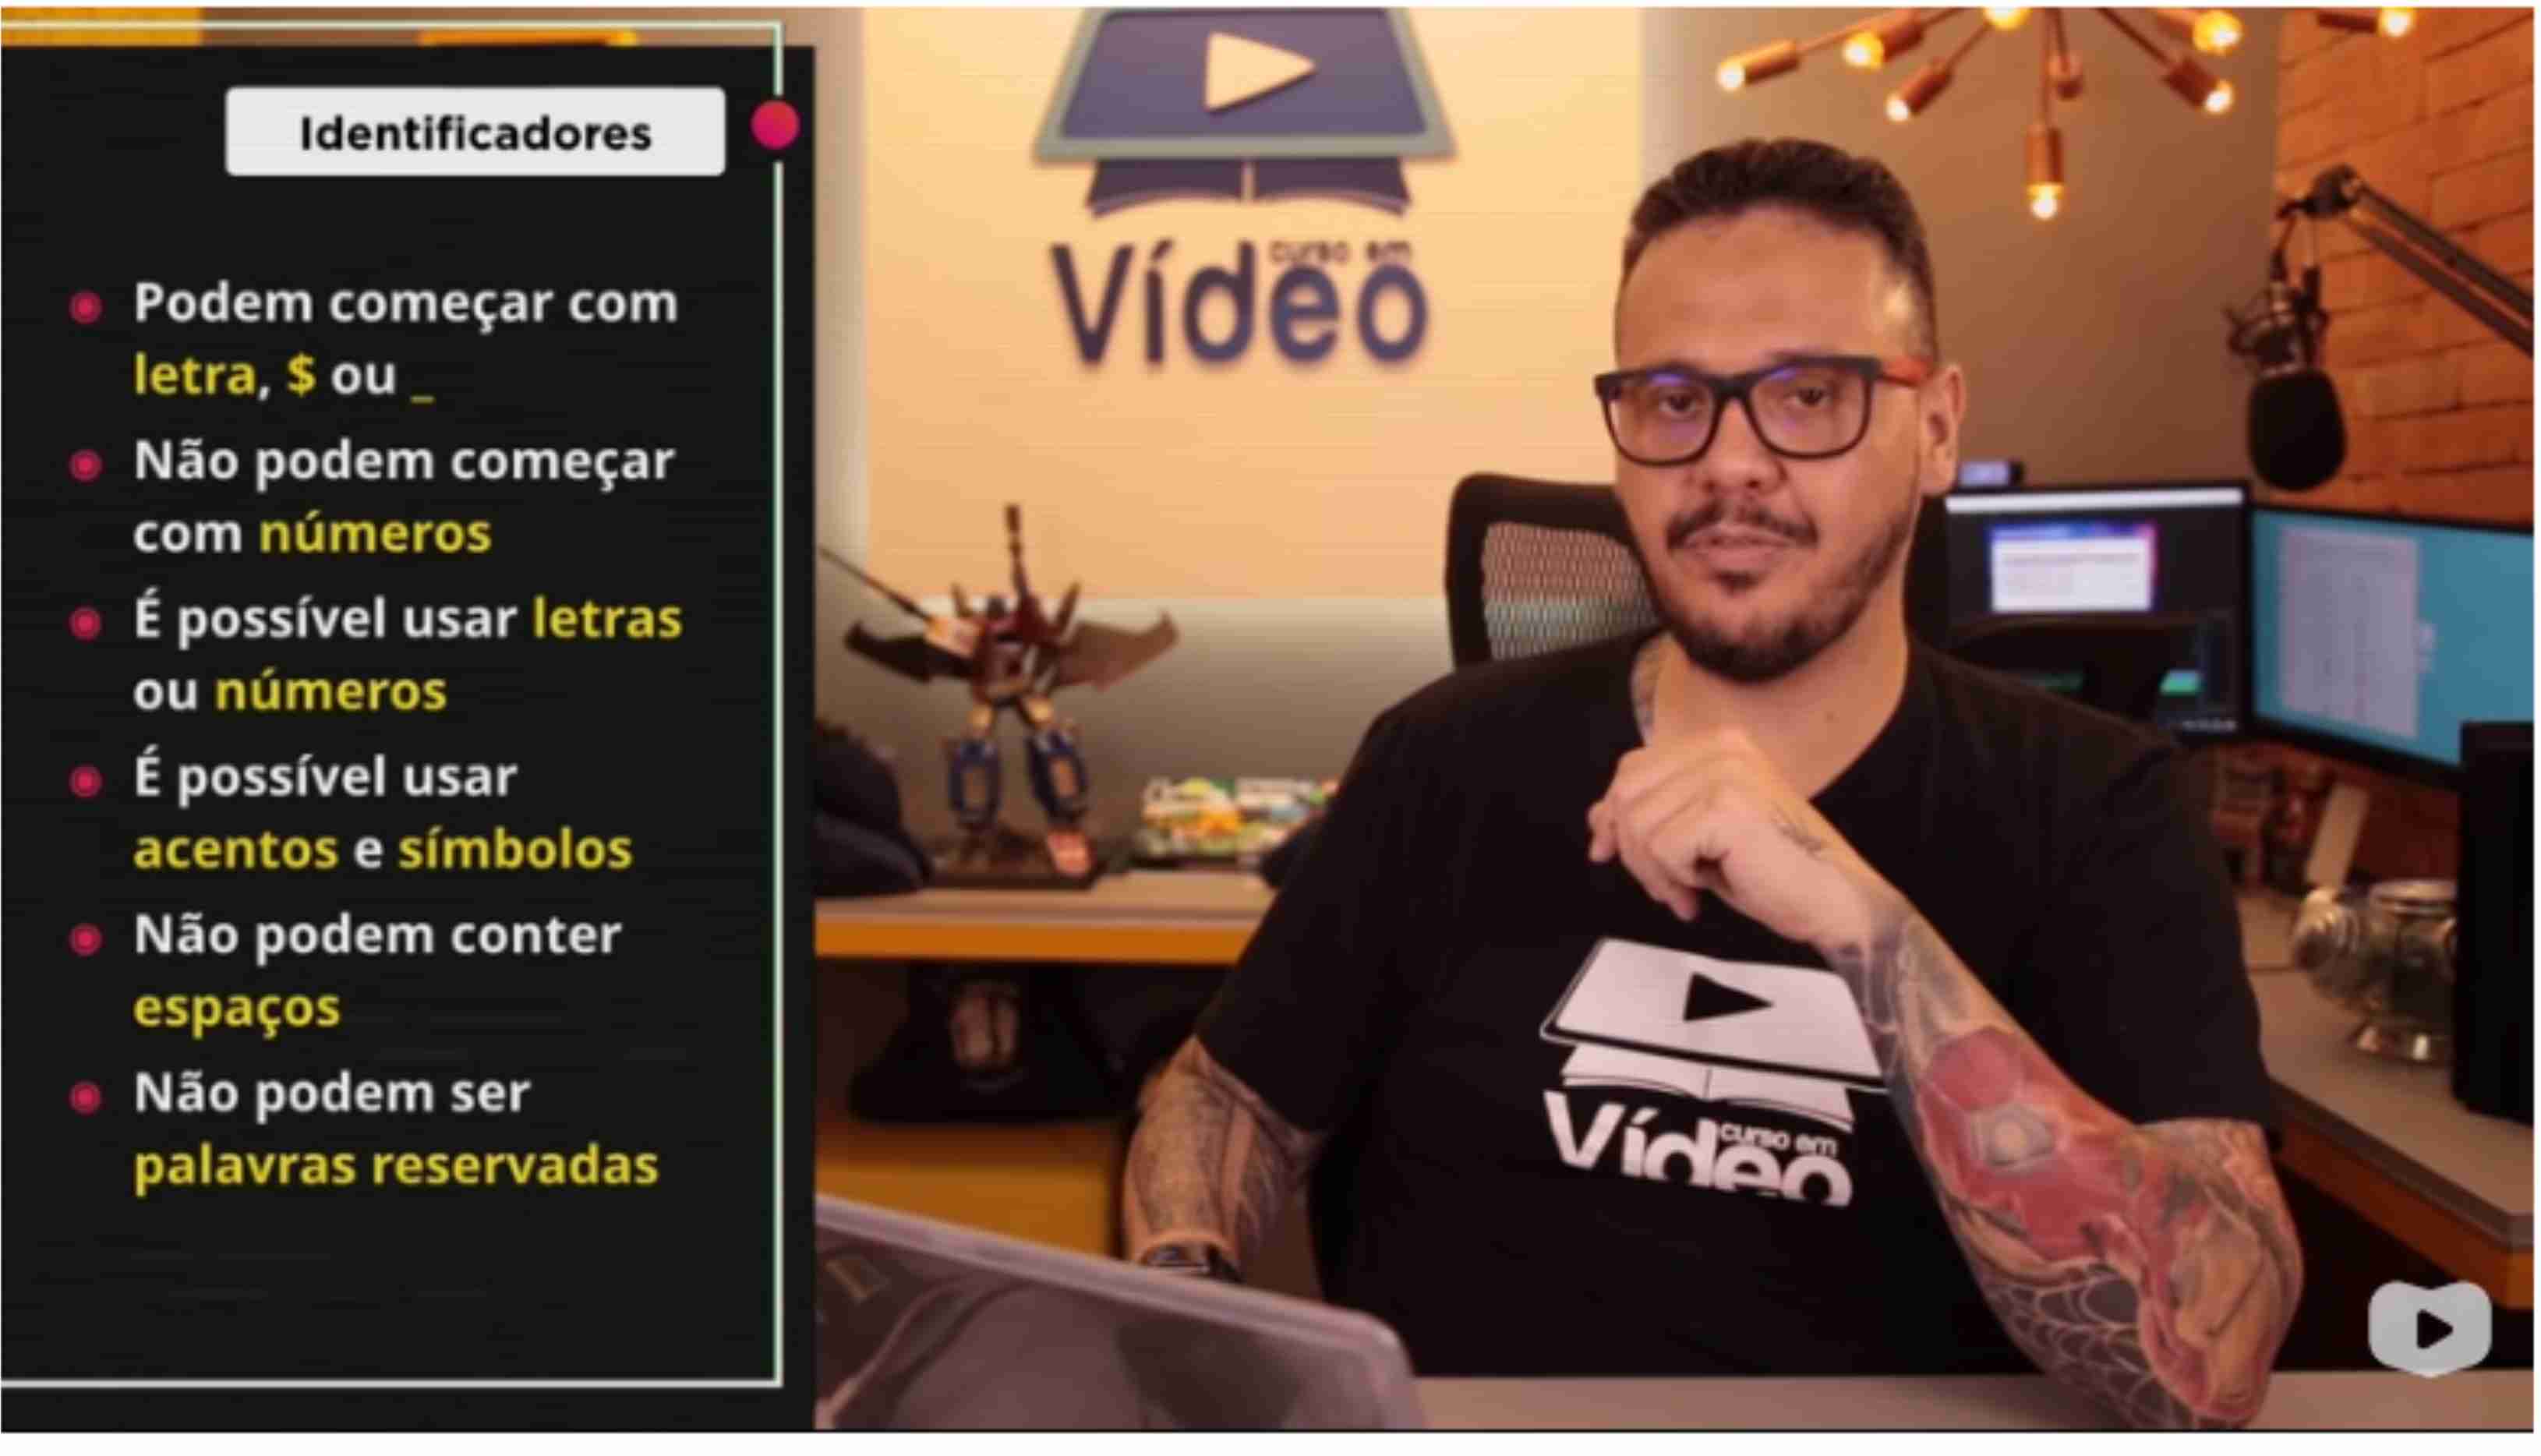 Identificadores
Podem começar com
letra, $ ou _
Não podem começar
com números
É possível usar letras
ou números
É possível usar
acentos e símbolos
Não podem conter
espaços
Não podem ser
palavras reservadas
curso em
Vídeo
curso em
Vídeo